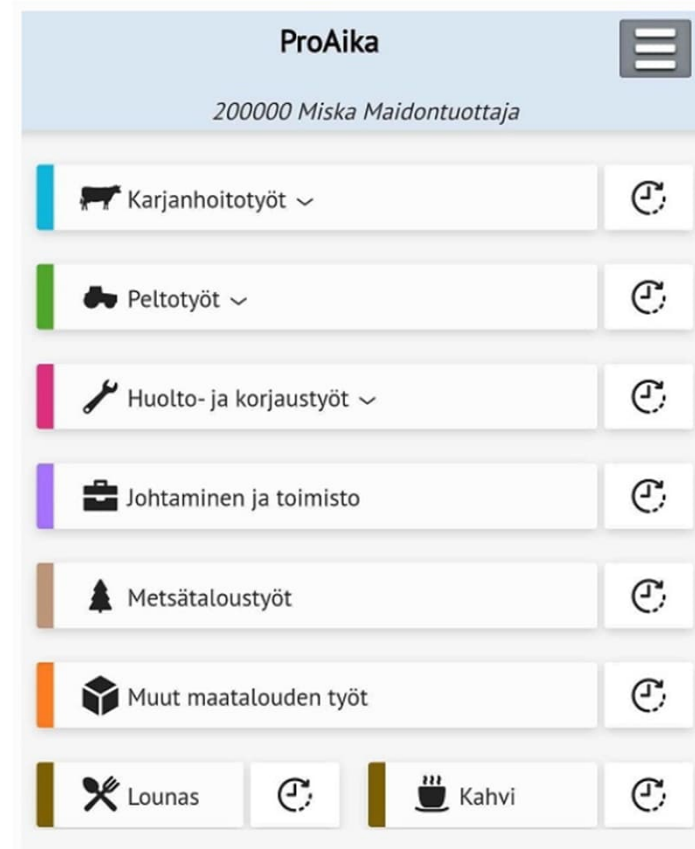 ProAika
200000 Miska Maidontuottaja
Karjanhoitotyöt
Peltotyöt
Huolto- ja korjaustyöt
Johtaminen ja toimisto
Metsätaloustyöt
Muut maatalouden työt
Lounas
Kahvi